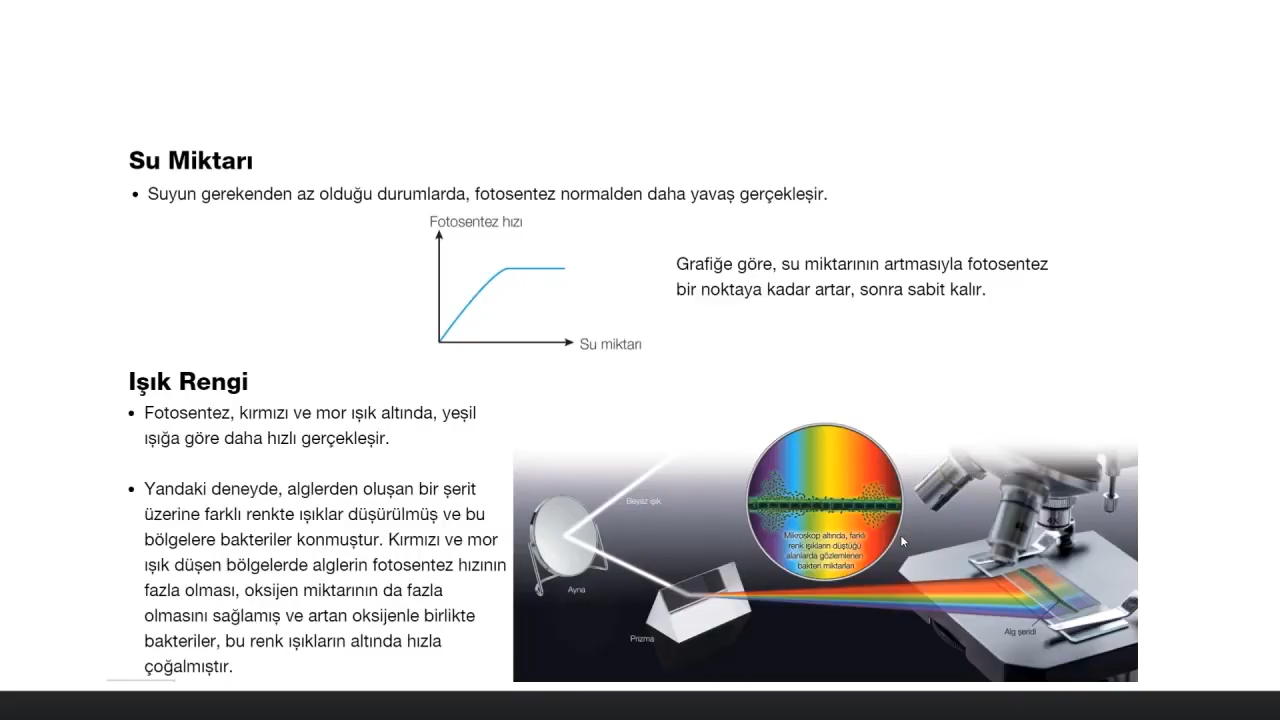 Su Miktarı
• Suyun gerekenden az olduğu durumlarda, fotosentez normalden daha yavaş gerçekleşir.
Fotosentez hızı
Su miktarı
Grafiğe göre, su miktarının artmasıyla fotosentez
bir noktaya kadar artar, sonra sabit kalır.
Işık Rengi
• Fotosentez, kırmızı ve mor ışık altında, yeşil
ışığa göre daha hızlı gerçekleşir.
• Yandaki deneyde, alglerden oluşan bir şerit
üzerine farklı renkte ışıklar düşürülmüş ve bu
bölgelere bakteriler konmuştur. Kırmızı ve mor
ışık düşen bölgelerde alglerin fotosentez hızının
fazla olması, oksijen miktarının da fazla
olmasını sağlamış ve artan oksijenle birlikte
bakteriler, bu renk ışıkların altında hızla
çoğalmıştır.
Beyaz ışık
Ayna
Prizma
Mikroskop altında, farklı
renk ışıkların düştüğü
alanlarda gözlemlenen
bakteri miktarları
Alg şeridi